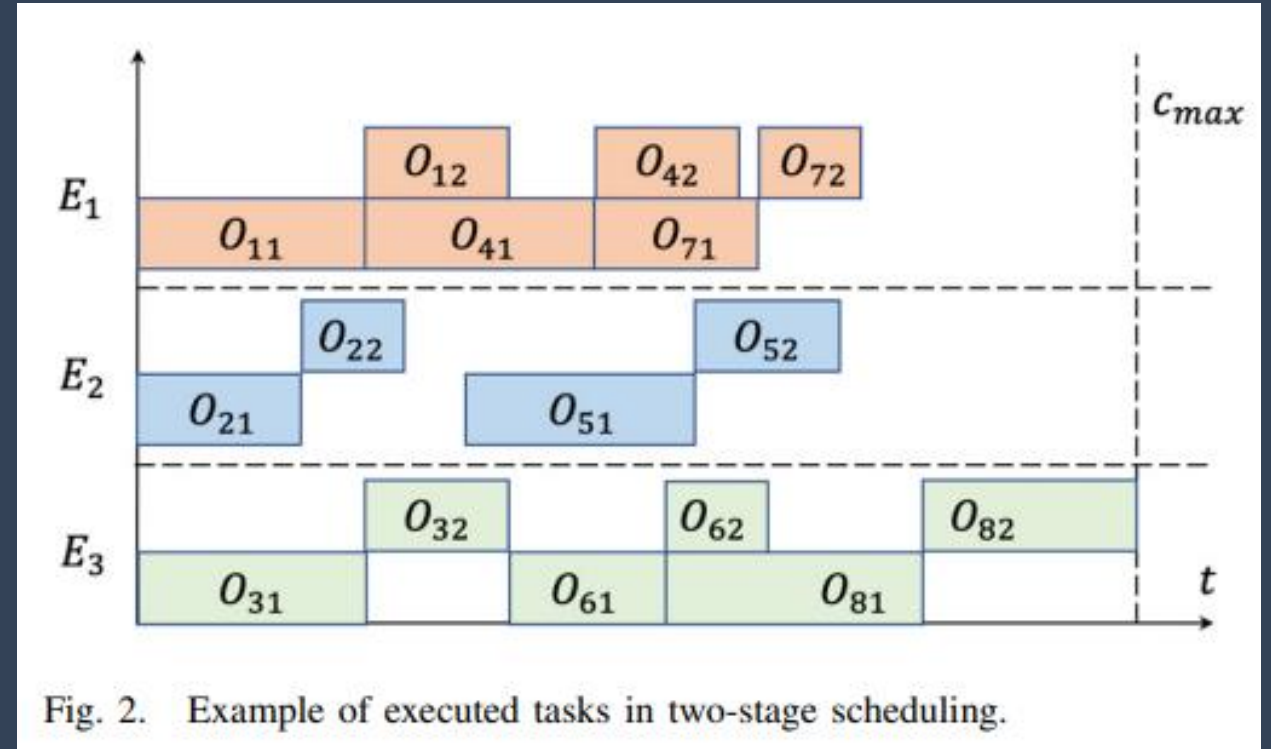 c_max
O_12 O_42 O_72
E_1
O_11 O_41 O_71
O_22 O_52
E_2
O_21 O_51
O_32 O_62 O_82
E_3
O_31 O_61 O_81
t
Fig. 2. Example of executed tasks in two-stage scheduling.